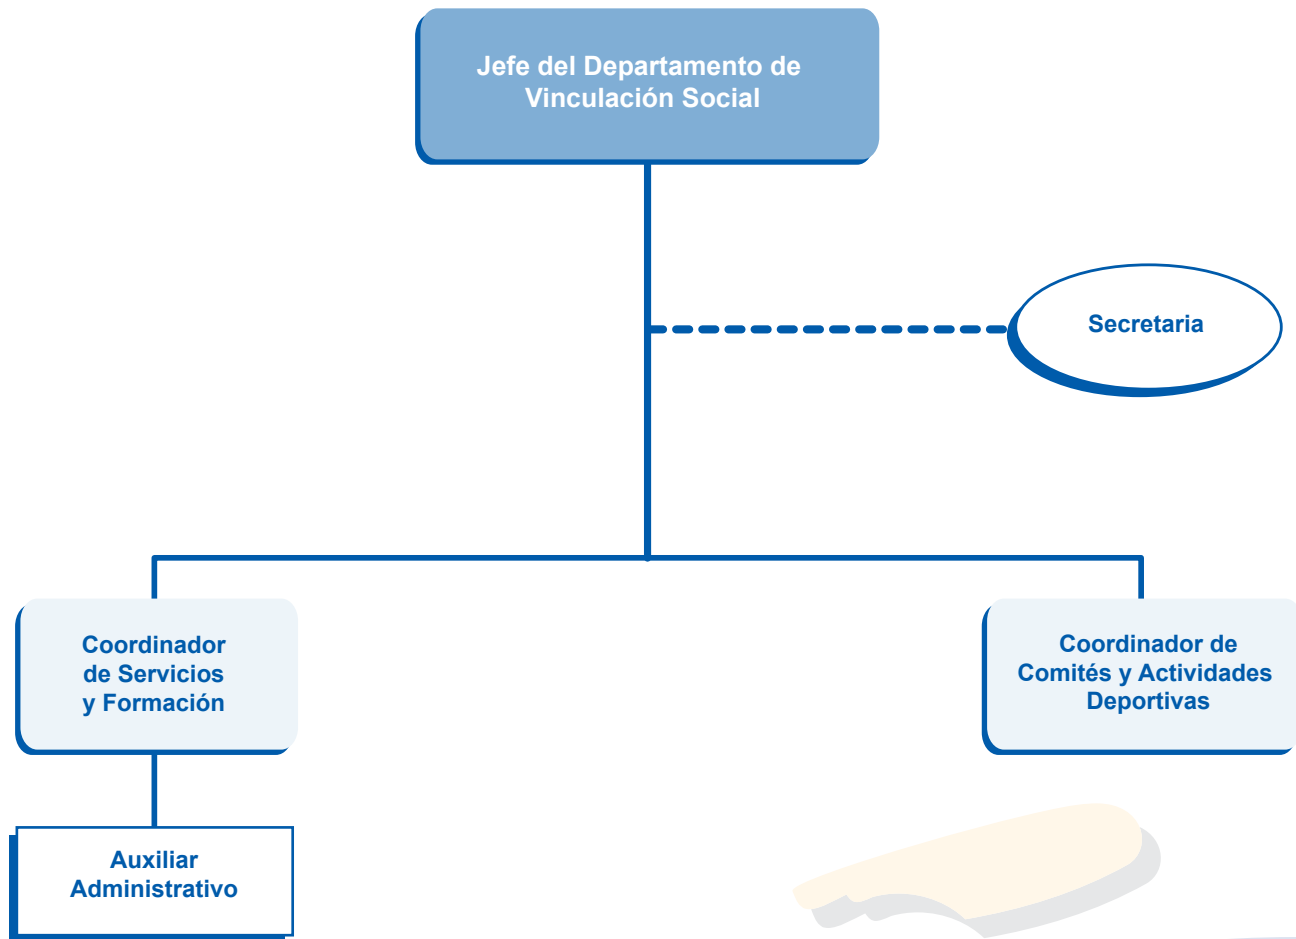 Jefe del Departamento de
Vinculación Social
Secretaria
Coordinador
de Servicios
y Formación
Coordinador de
Comités y Actividades
Deportivas
Auxiliar
Administrativo